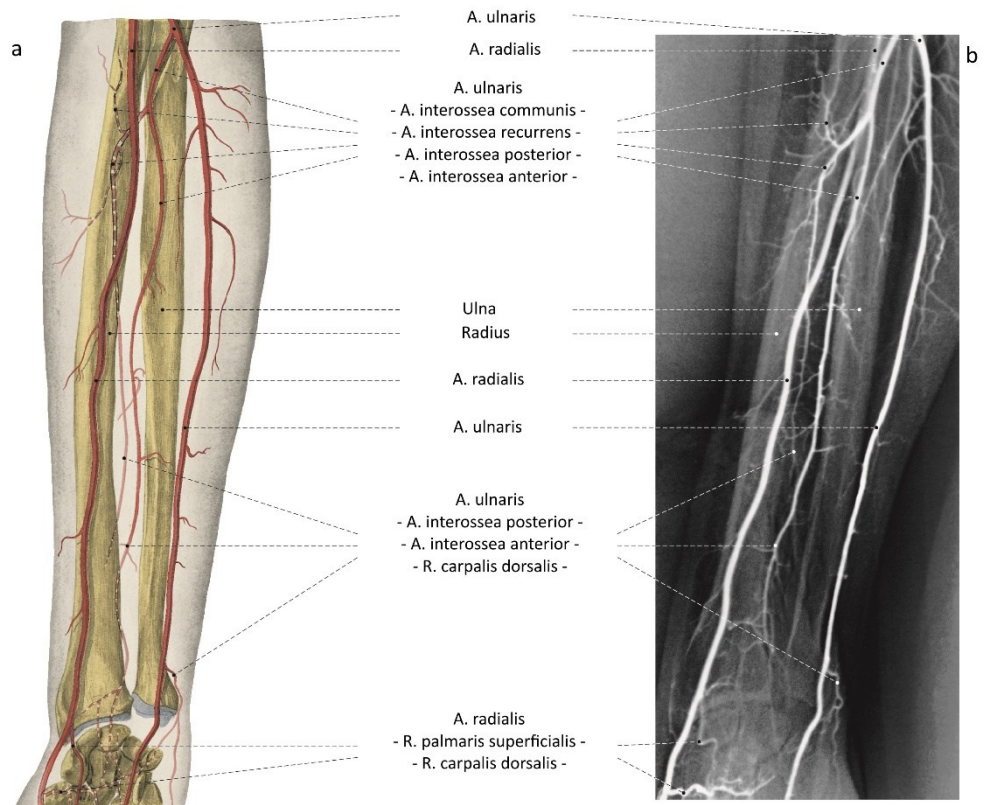 a
b
A. ulnaris
A. radialis
A. ulnaris
- A. interossea communis -
- A. interossea recurrens -
- A. interossea posterior -
- A. interossea anterior -
Ulna
Radius
A. radialis
A. ulnaris
A. ulnaris
- A. interossea posterior -
- A. interossea anterior -
- R. carpalis dorsalis -
A. radialis
- R. palmaris superficialis -
- R. carpalis dorsalis -